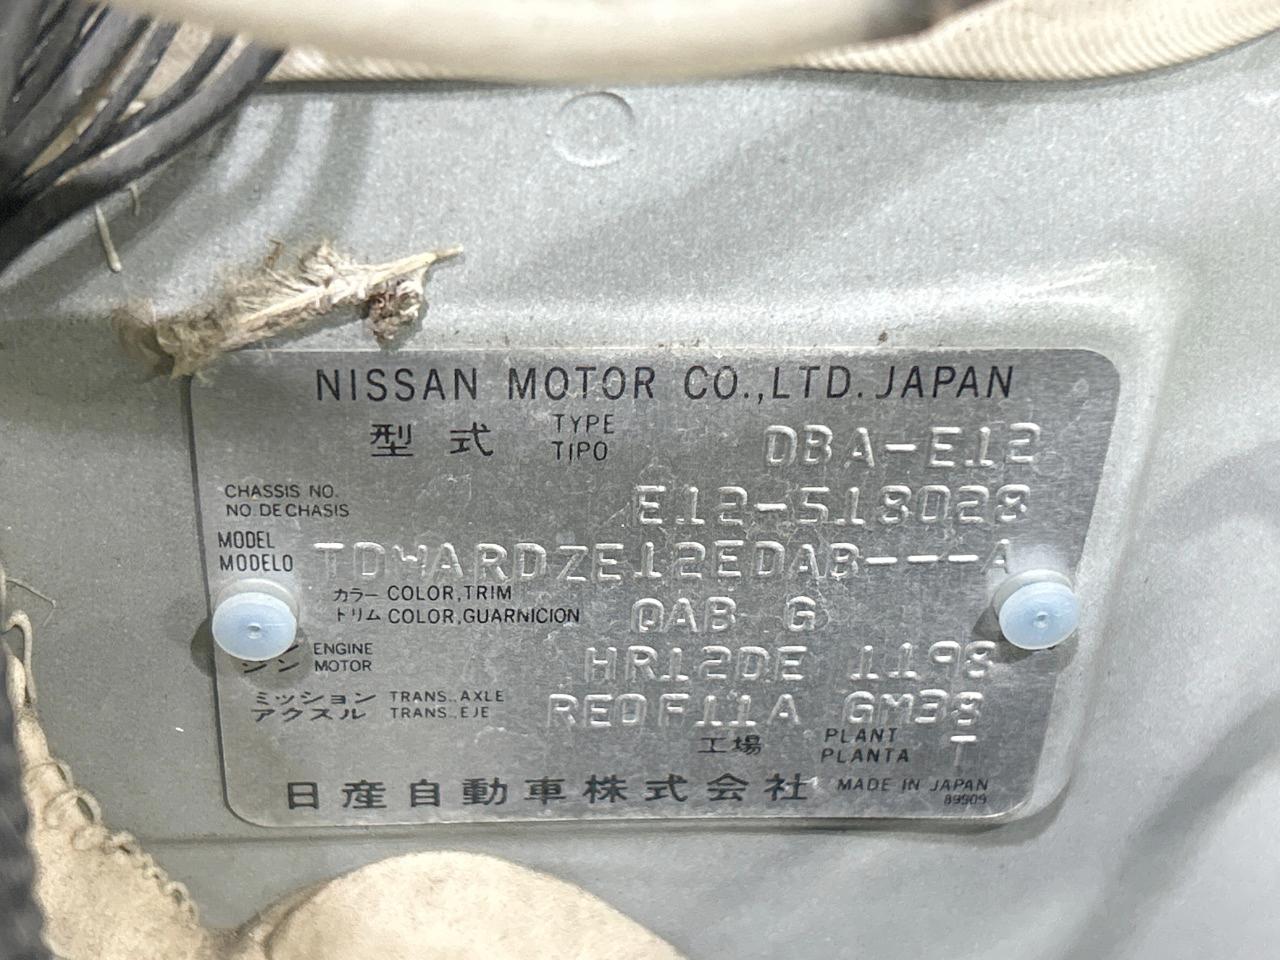 NISSAN MOTOR CO.,LTD. JAPAN
型式 TYPE TIPO DBA-E12
CHASSIS NO. NO. DE CHASIS E12-518028
MODEL MODELO TDWARDZE12EDAB---A
カラー COLOR,TRIM
トリム COLOR,GUARNICION QAB G
ENGINE
ジン MOTOR HR12DE 1198
ミッション TRANS.,AXLE
アクスル TRANS.,EJE RE0F11A GM38
工場 PLANT PLANTA T
日産自動車株式会社 MADE IN JAPAN
89909